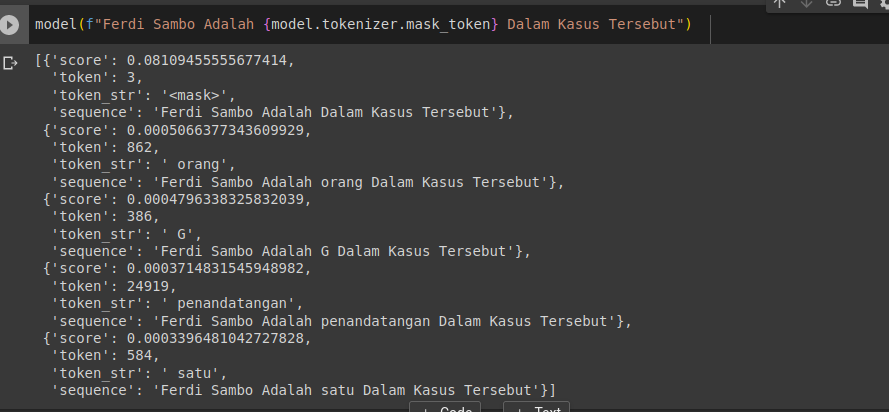 model(f"Ferdi Sambo Adalah {model.tokenizer.mask_token} Dalam Kasus Tersebut")
[{'score': 0.08109455555677414,
'token': 3,
'token_str': '<mask>',
'sequence': 'Ferdi Sambo Adalah Dalam Kasus Tersebut'},
{'score': 0.0005066377343609929,
'token': 862,
'token_str': ' orang',
'sequence': 'Ferdi Sambo Adalah orang Dalam Kasus Tersebut'},
{'score': 0.0004796338325832039,
'token': 386,
'token_str': ' G',
'sequence': 'Ferdi Sambo Adalah G Dalam Kasus Tersebut'},
{'score': 0.0003714831545948982,
'token': 24919,
'token_str': ' penandatangan',
'sequence': 'Ferdi Sambo Adalah penandatangan Dalam Kasus Tersebut'},
{'score': 0.0003396481042727828,
'token': 584,
'token_str': ' satu',
'sequence': 'Ferdi Sambo Adalah satu Dalam Kasus Tersebut'}]
+ Code + Text